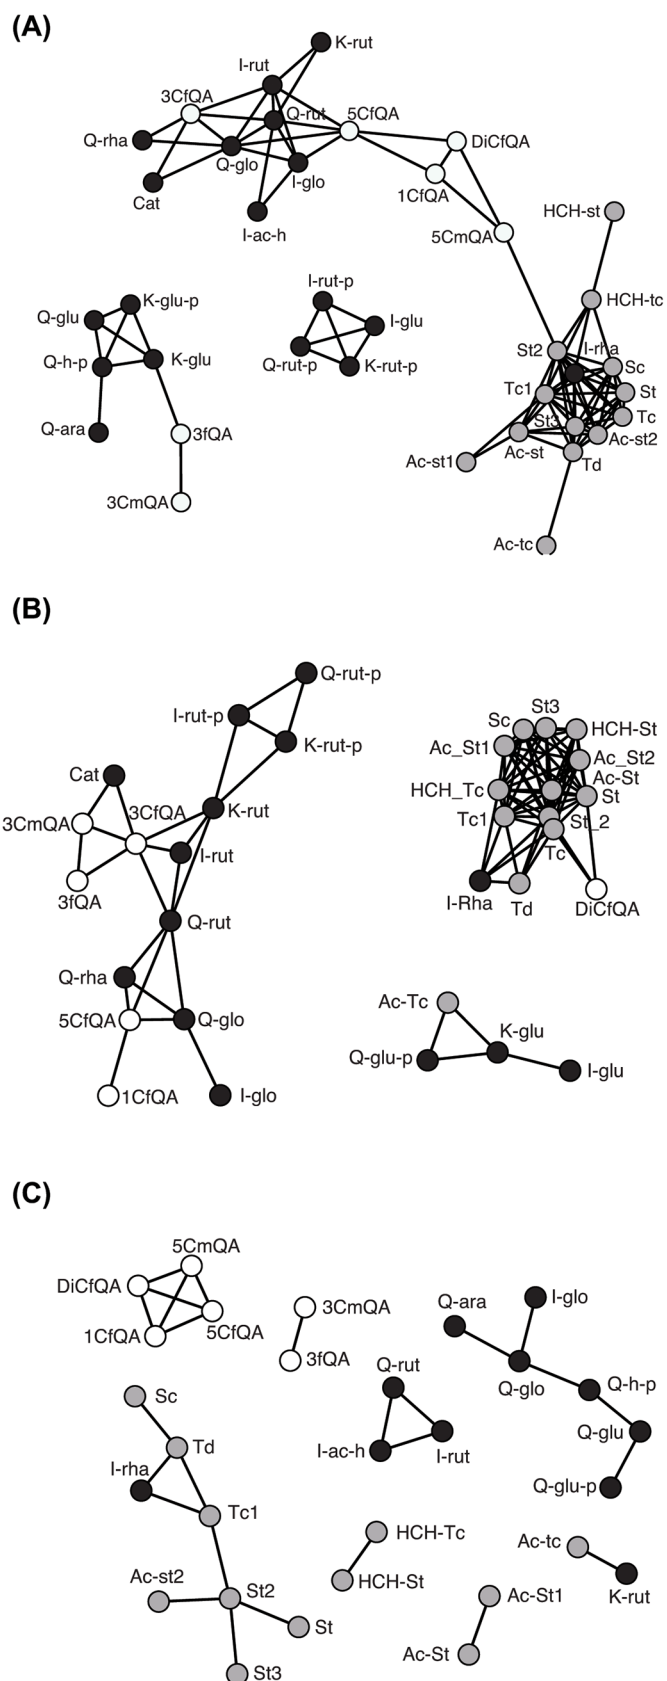 (A)
K-rut
I-rut
3CfQA
Q-rut
5CfQA
Q-rha
Q-glo
I-glo
DiCfQA
Cat
1CfQA
I-ac-h
5CmQA
HCH-st
I-rut-p
HCH-tc
K-glu-p
Q-glu
I-glu
St2
I-rha
Q-h-p
K-glu
Q-rut-p
K-rut-p
Sc
Tc1
St
St3
Tc
Q-ara
3fQA
Ac-st
Ac-st2
Ac-st1
Td
3CmQA
Ac-tc
(B)
Q-rut-p
I-rut-p
K-rut-p
St3
Sc
HCH-St
Ac_St1
Ac_St2
Cat
Ac-St
HCH_Tc
St
3CfQA
K-rut
3CmQA
Tc1
St_2
I-rut
Tc
3fQA
I-Rha
Td
DiCfQA
Q-rut
Q-rha
5CfQA
Q-glo
Ac-Tc
K-glu
Q-glu-p
I-glu
1CfQA
I-glo
(C)
5CmQA
DiCfQA
3CmQA
I-glo
Q-ara
1CfQA
5CfQA
3fQA
Q-rut
Q-glo
Q-h-p
Sc
Q-glu
Td
I-ac-h
I-rut
I-rha
Q-glu-p
Tc1
HCH-Tc
Ac-tc
HCH-St
Ac-st2
St2
Ac-St1
K-rut
St
Ac-St
St3